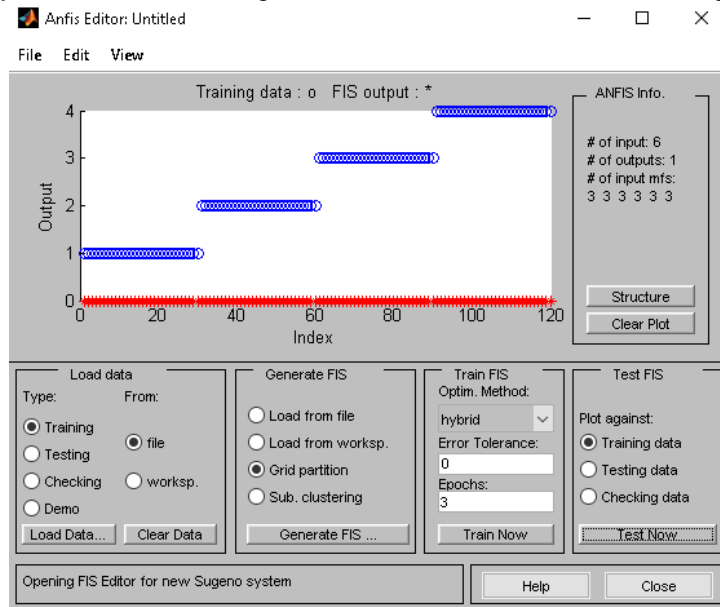 Anfis Editor: Untitled
File Edit View
Training data : o FIS output : *
4
3
2
1
0
Output
0 20 40 60 80 100 120
Index
ANFIS Info.
# of input: 6
# of outputs: 1
# of input mfs:
3 3 3 3 3 3
Structure
Clear Plot
Load data
Type: From:
Training
Testing
Checking
Demo
file
worksp.
Load Data... Clear Data
Generate FIS
Load from file
Load from worksp.
Grid partition
Sub. clustering
Generate FIS ...
Train FIS
Optim. Method:
hybrid
Error Tolerance:
0
Epochs:
3
Train Now
Test FIS
Plot against:
Training data
Testing data
Checking data
Test Now
Opening FIS Editor for new Sugeno system
Help Close